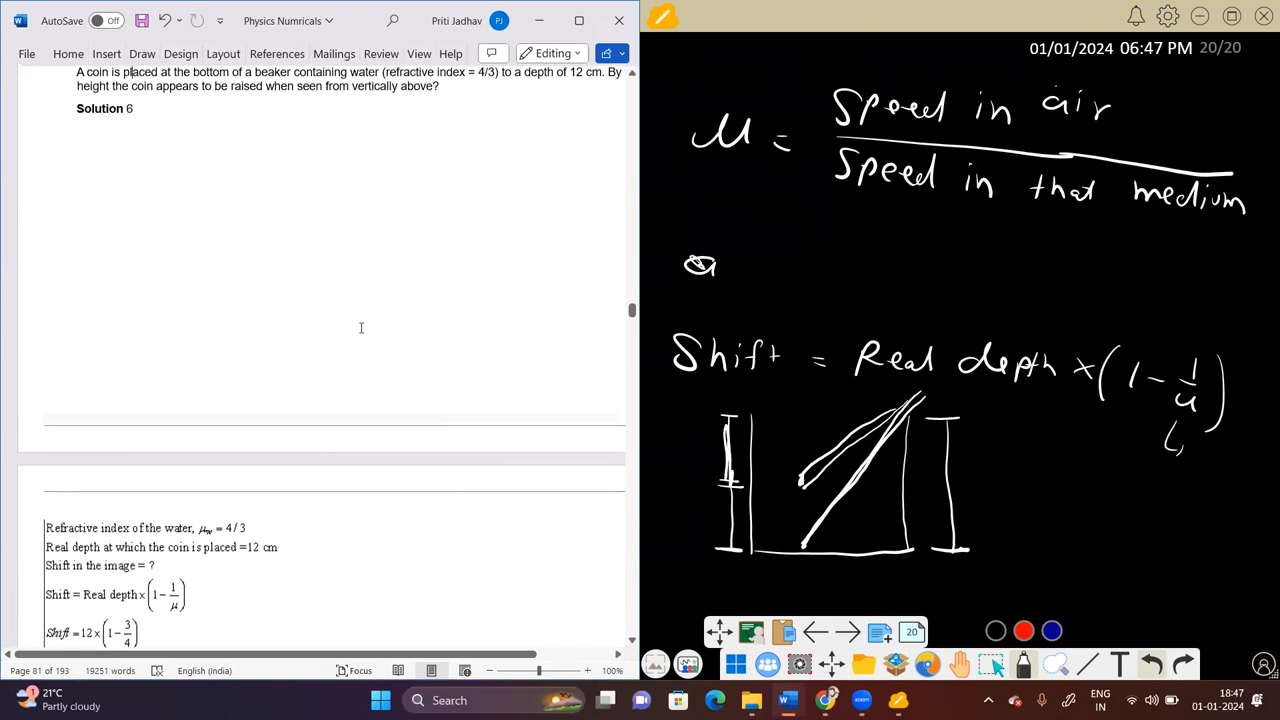 AutoSave Off Physics Numricals Priti Jadhav PJ
File Home Insert Draw Design Layout References Mailings Review View Help Editing
A coin is placed at the bottom of a beaker containing water (refractive index = 4/3) to a depth of 12 cm. By
height the coin appears to be raised when seen from vertically above?
Solution 6
Refractive index of the water, μw = 4/3
Real depth at which the coin is placed =12 cm
Shift in the image = ?
Shift = Real depth × (1 − 1/μ)
Shift = 12 × (1 − 3/4)
Page 52 of 193 29151 words English (India) Focus 100%
01/01/2024 06:47 PM 20/20
μ = Speed in air
Speed in that medium
Shift = Real depth × (1 − 1/u)
20
T
1
21°C
Partly cloudy
Search
zoom
ENG
IN
18:47
01-01-2024